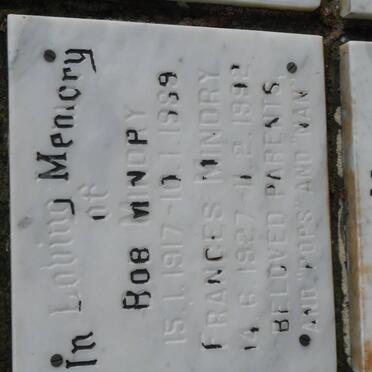 In Loving Memory
of
BOB MINDRY
15.1.1917-10.1.1989
FRANCES MINDRY
14.6.1927-11.2.1992
BELOVED PARENTS,
AND "POPS" AND "NAN"